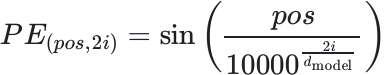 PE_{(pos,2i)} = \sin\left(\frac{pos}{10000^{\frac{2i}{d_{\text{model}}}}}\right)